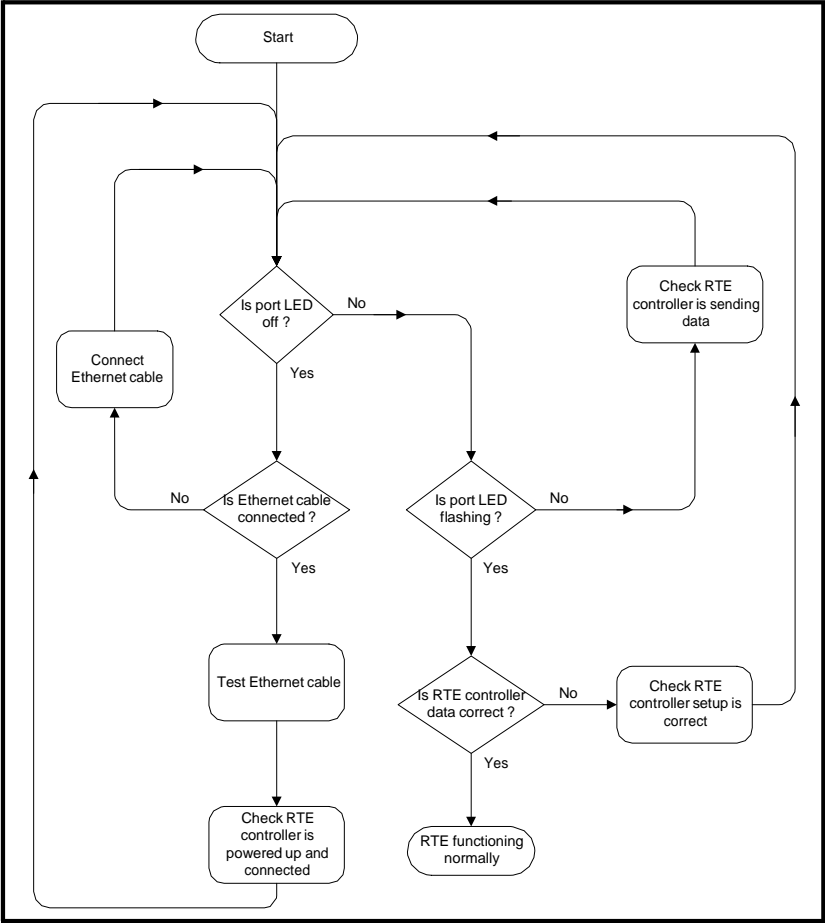 Start
Is port LED
off ?
No
Yes
Check RTE
controller is sending
data
Connect
Ethernet cable
Is Ethernet cable
connected ?
No
Yes
Is port LED
flashing ?
No
Yes
Test Ethernet cable
Is RTE controller
data correct ?
No
Yes
Check RTE
controller setup is
correct
Check RTE
controller is
powered up and
connected
RTE functioning
normally